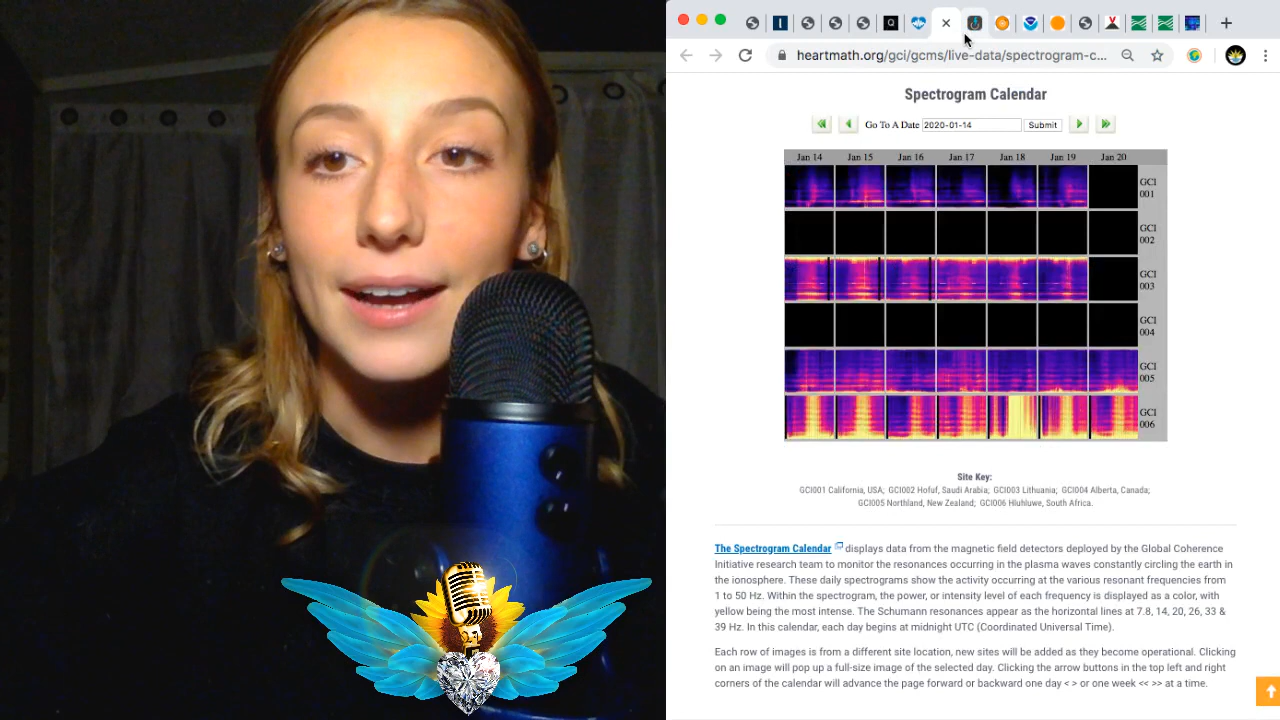 heartmath.org/gci/gcms/live-data/spectrogram-c...
Spectrogram Calendar
Go To A Date 2020-01-14 Submit
Jan 14 Jan 15 Jan 16 Jan 17 Jan 18 Jan 19 Jan 20
GCI
001
GCI
002
GCI
003
GCI
004
GCI
005
GCI
006
Site Key:
GCI001 California, USA; GCI002 Hofuf, Saudi Arabia; GCI003 Lithuania; GCI004 Alberta, Canada;
GCI005 Northland, New Zealand; GCI006 Hluhluwe, South Africa.
The Spectrogram Calendar displays data from the magnetic field detectors deployed by the Global Coherence
Initiative research team to monitor the resonances occurring in the plasma waves constantly circling the earth in
the ionosphere. These daily spectrograms show the activity occurring at the various resonant frequencies from
1 to 50 Hz. Within the spectrogram, the power, or intensity level of each frequency is displayed as a color, with
yellow being the most intense. The Schumann resonances appear as the horizontal lines at 7.8, 14, 20, 26, 33 &
39 Hz. In this calendar, each day begins at midnight UTC (Coordinated Universal Time).
Each row of images is from a different site location, new sites will be added as they become operational. Clicking
on an image will pop up a full-size image of the selected day. Clicking the arrow buttons in the top left and right
corners of the calendar will advance the page forward or backward one day < > or one week << >> at a time.